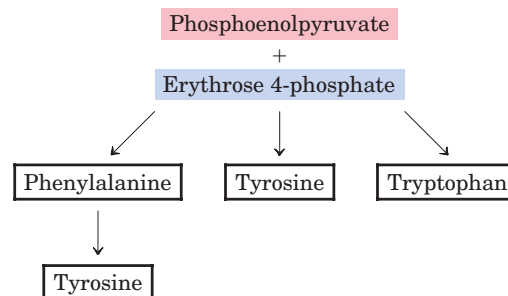 Phosphoenolpyruvate
+
Erythrose 4-phosphate
Phenylalanine Tyrosine Tryptophan
Tyrosine